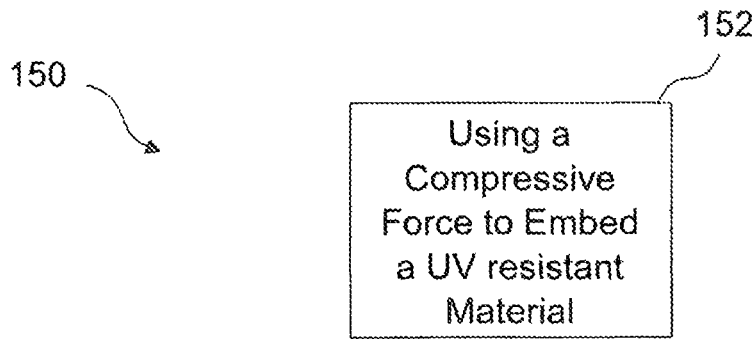 152
150
Using a
Compressive
Force to Embed
a UV resistant
Material